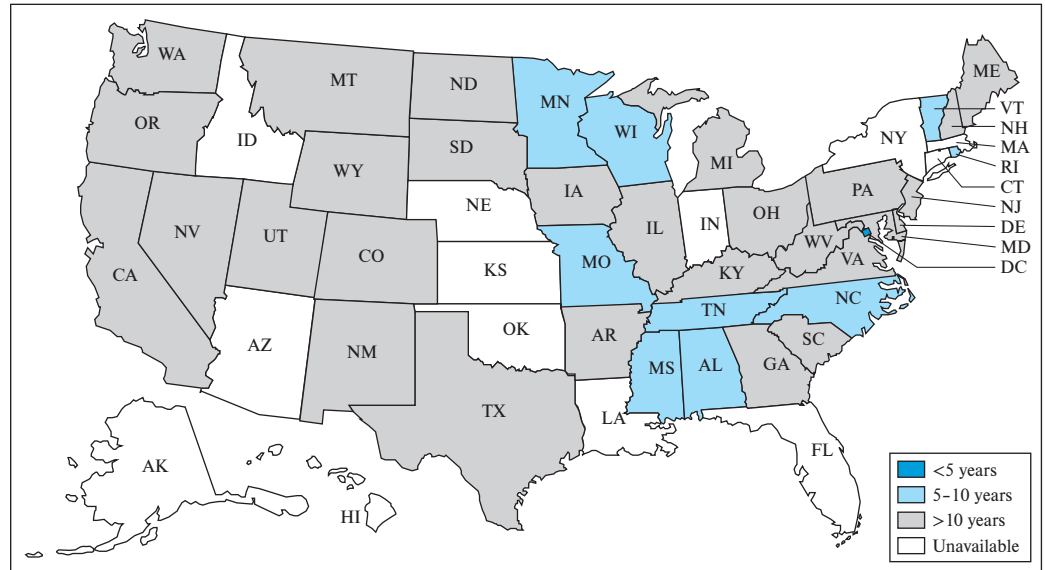 WA
MT
ND
MN
ME
VT
OR
ID
WI
NY
NH
MA
SD
MI
RI
WY
CT
IA
PA
NJ
NE
OH
IN
IL
DE
NV
UT
WV
MD
CO
MO
VA
DC
CA
KS
KY
NC
TN
OK
AR
AZ
NM
SC
MS
AL
GA
TX
LA
FL
AK
HI
<5 years
5–10 years
>10 years
Unavailable